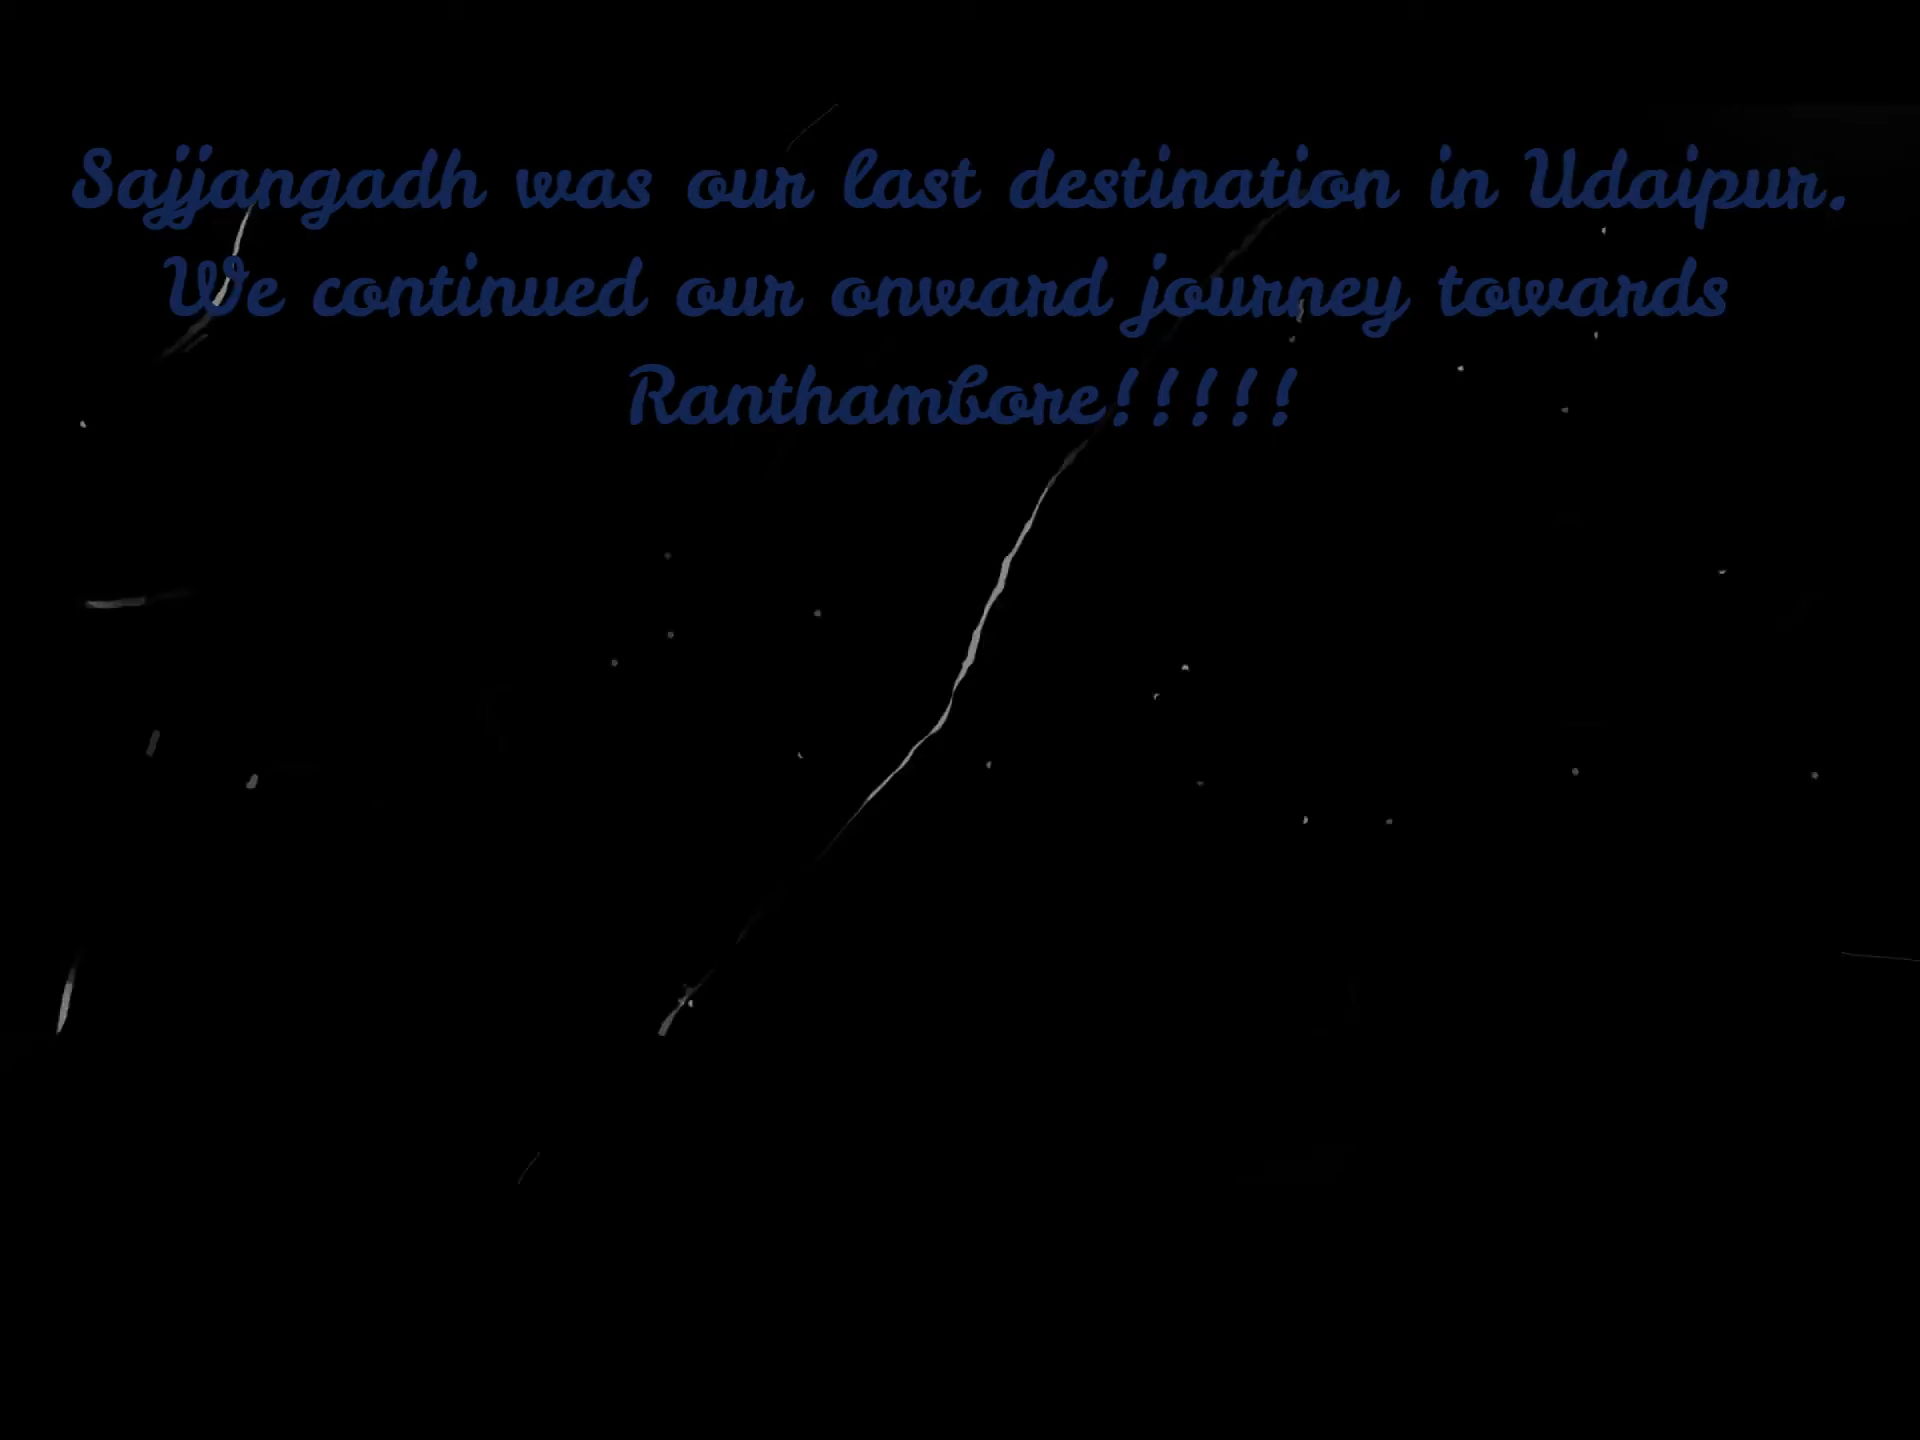 Sajjangadh was our last destination in Udaipur.
We continued our onward journey towards
Ranthambore!!!!!